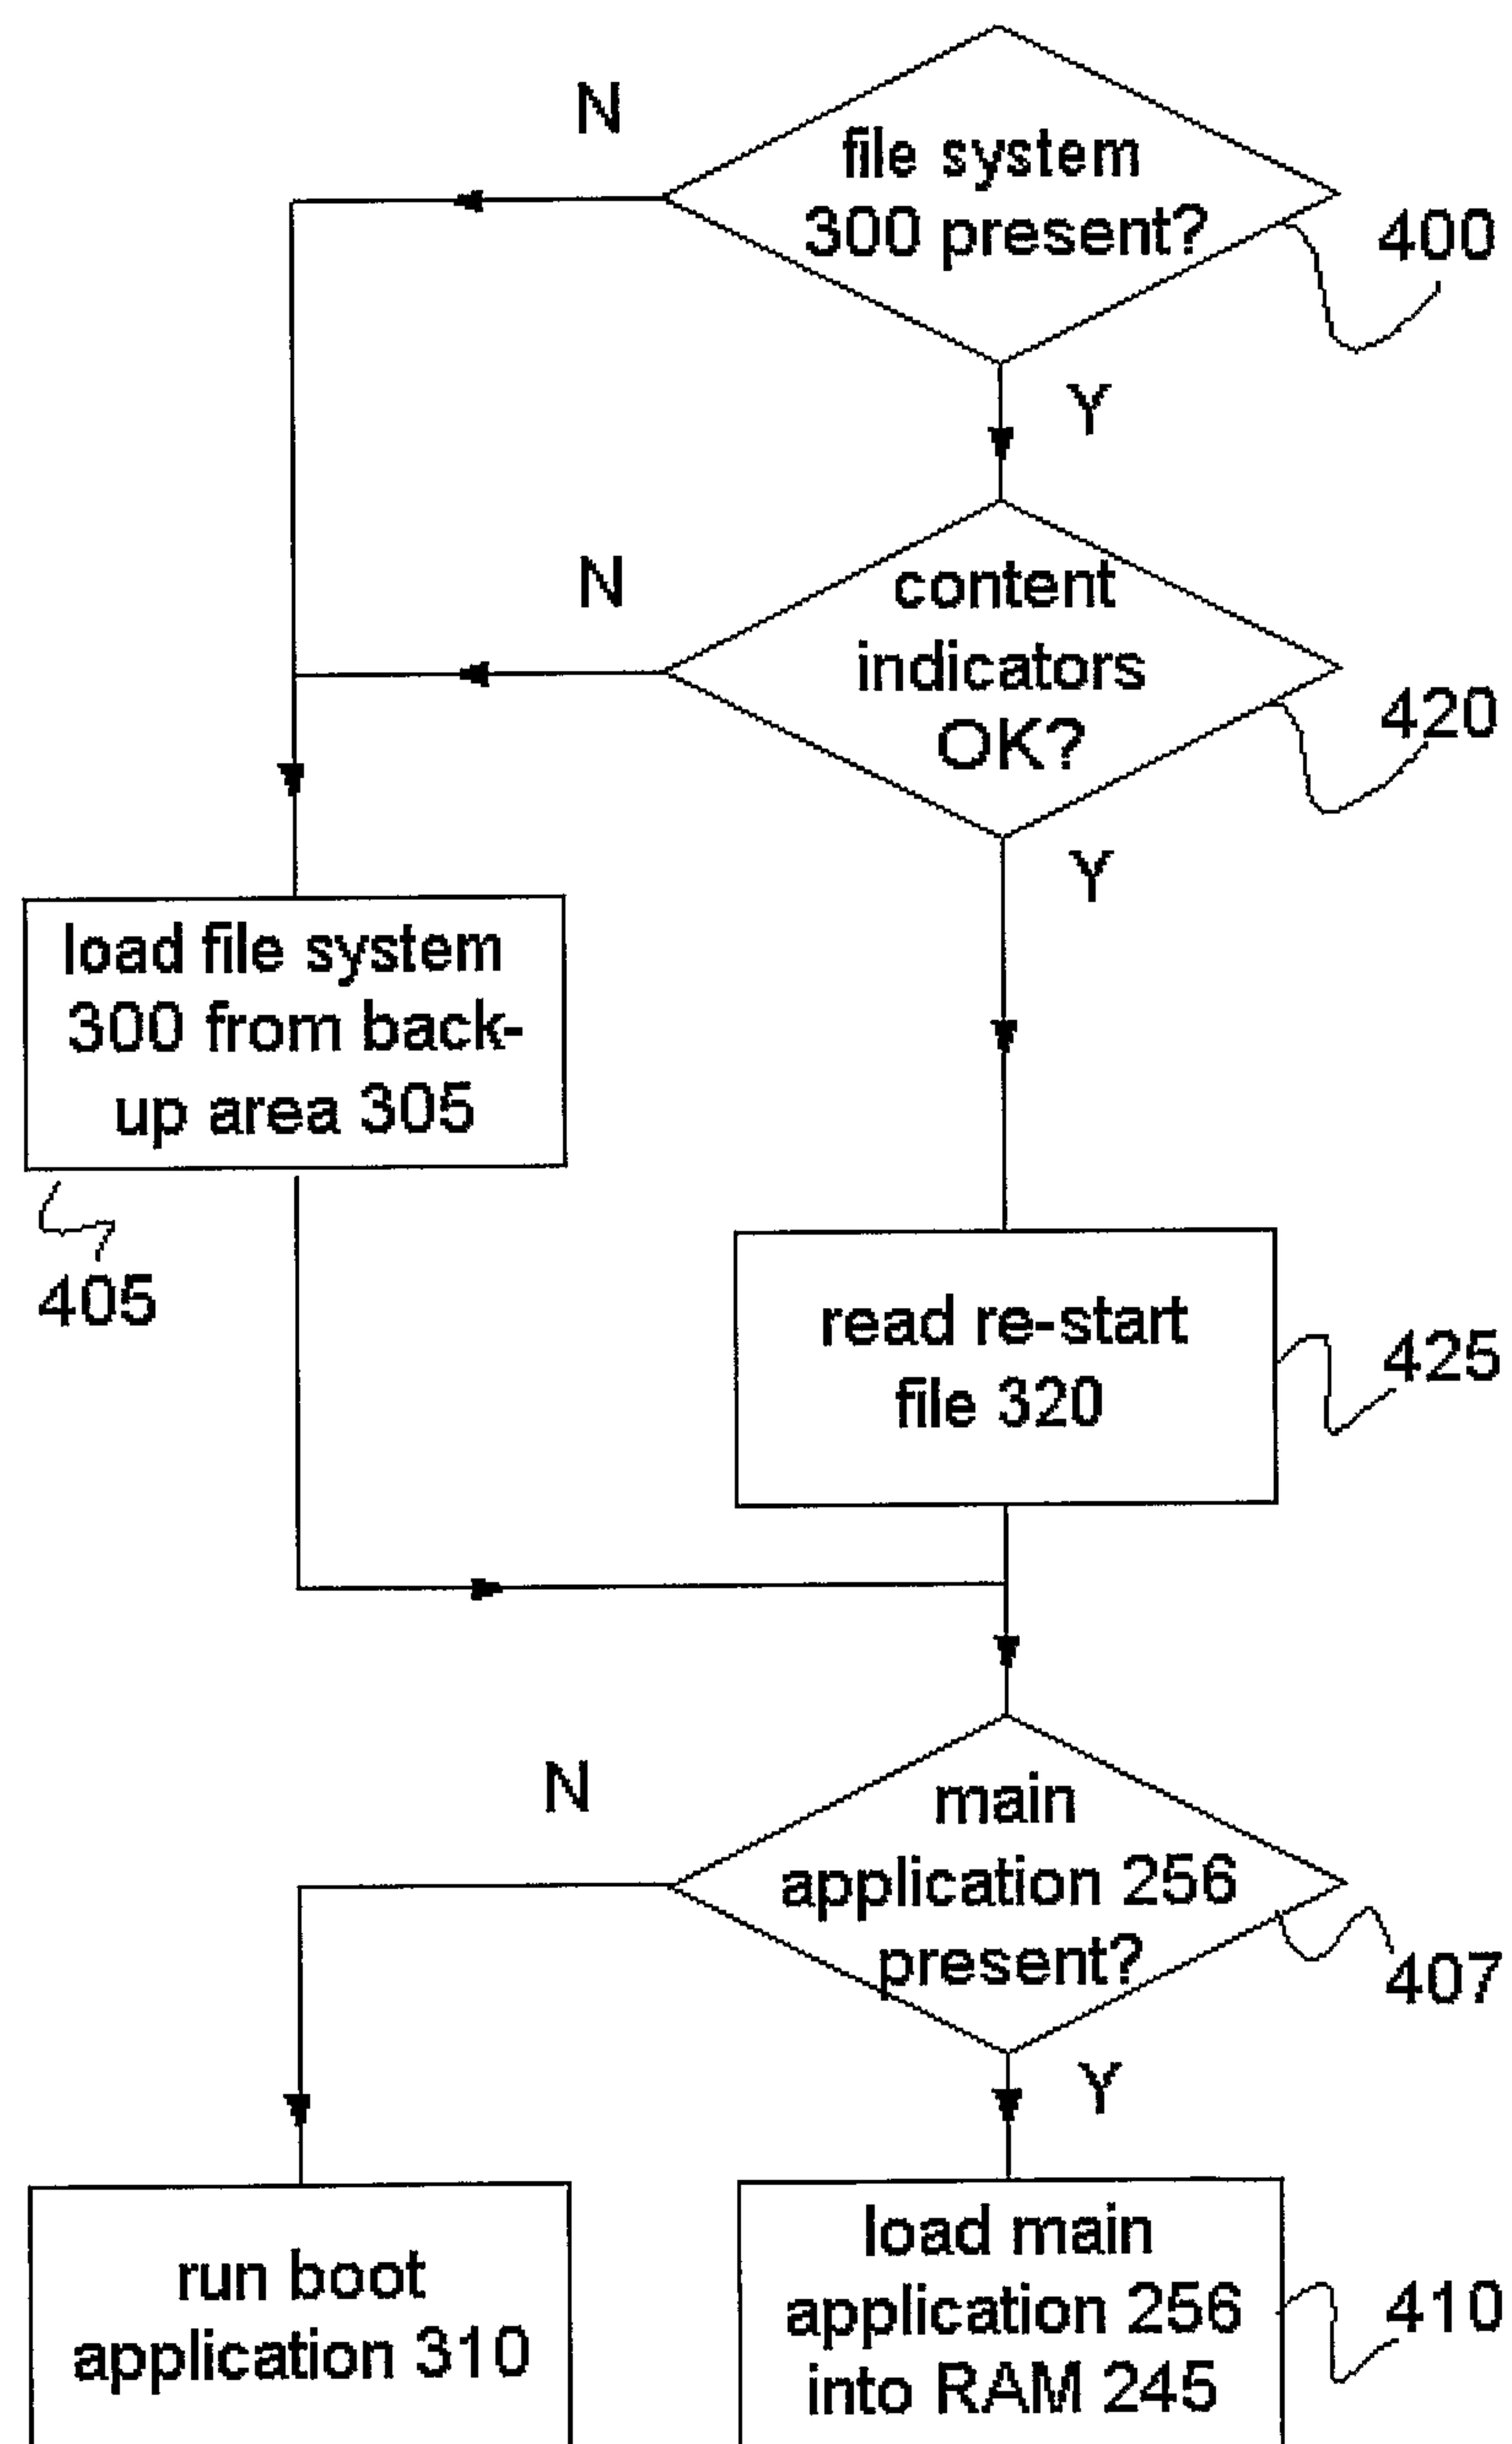 N
file system
300 present?
400
Y
N
content
indicators
OK?
420
Y
load file system
300 from back-
up area 305
405
read re-start
file 320
425
N
main
application 256
present?
407
Y
run boot
application 310
load main
application 256
into RAM 245
410